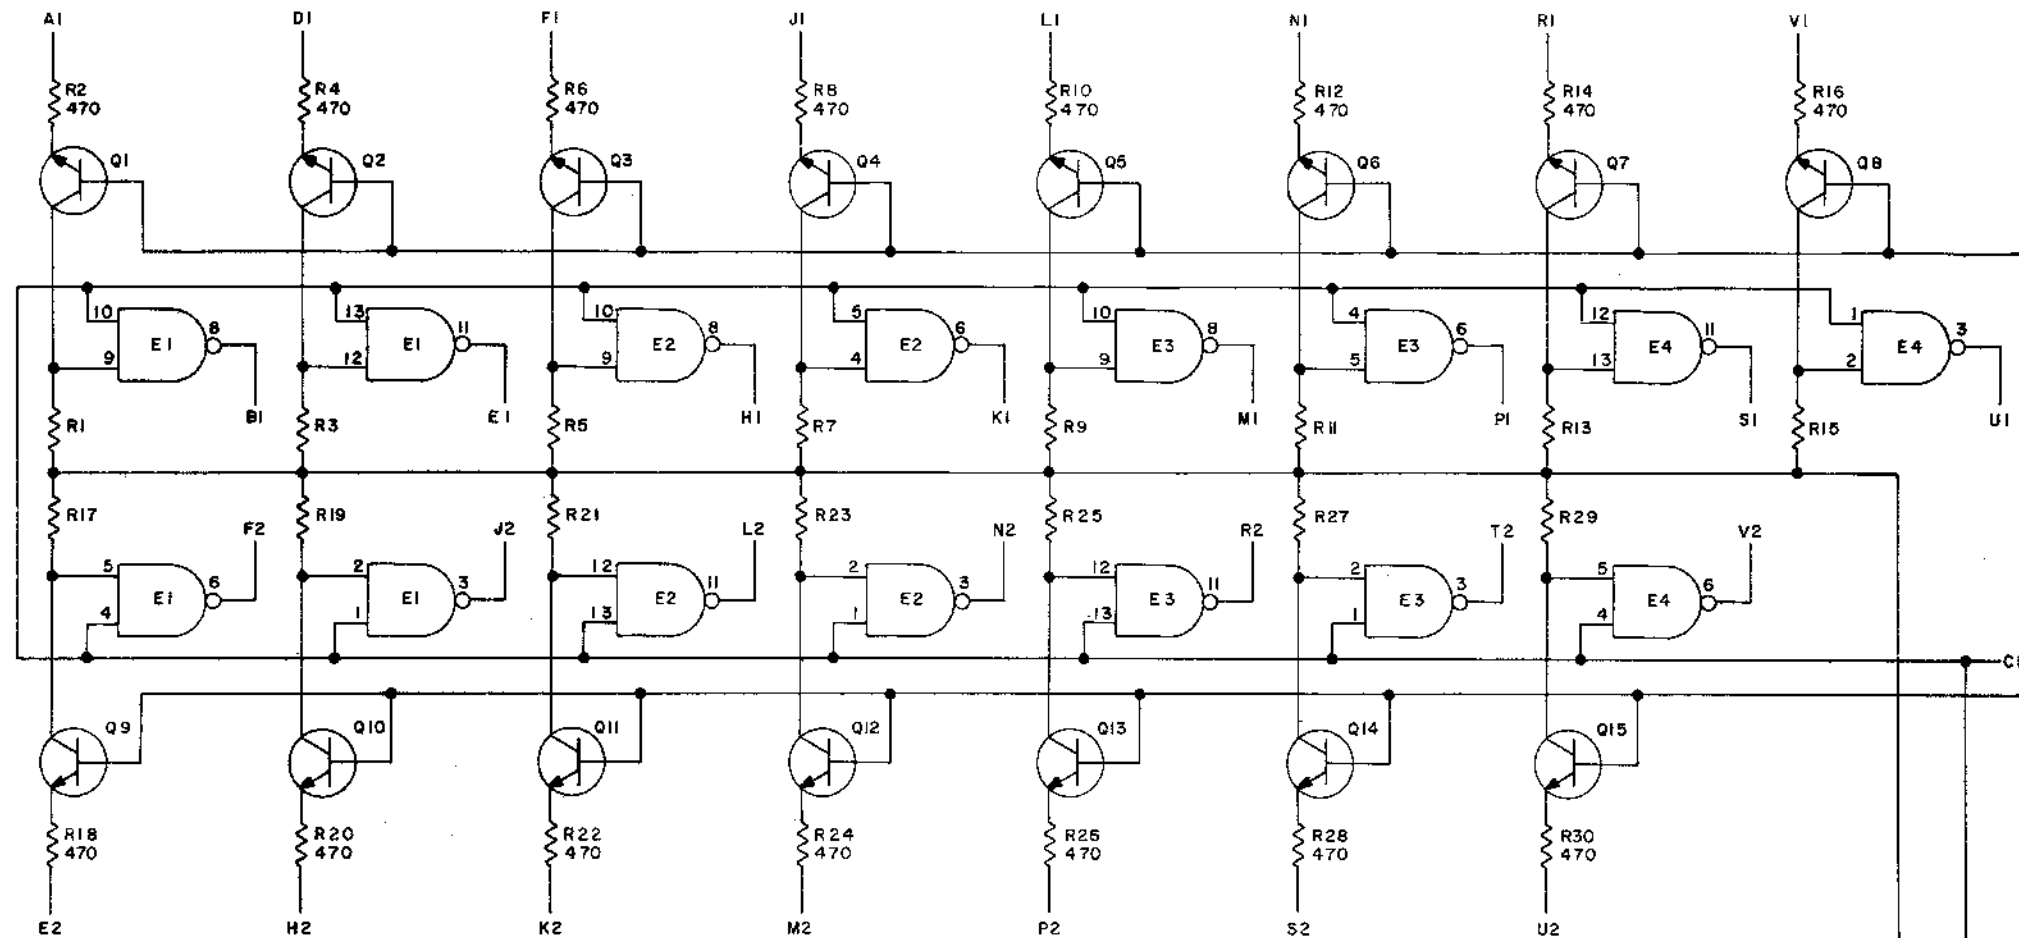 A1 D1 F1 J1 L1 N1 R1 V1
R2 R4 R6 R8 R10 R12 R14 R16
470 470 470 470 470 470 470 470
Q1 Q2 Q3 Q4 Q5 Q6 Q7 Q8
10 8 13 11 10 8 5 6 10 8 4 6 12 11 1 3
E1 E1 E2 E2 E3 E3 E4 E4
9 12 9 4 9 5 13 2
R1 B1 R3 E1 R5 H1 R7 K1 R9 M1 R11 P1 R13 S1 R15 U1
R17 F2 R19 J2 R21 L2 R23 N2 R25 R2 R27 T2 R29 V2
5 6 2 3 12 11 2 3 12 11 2 3 5 6
E1 E1 E2 E2 E3 E3 E4
4 1 13 1 13 1 4
Q9 Q10 Q11 Q12 Q13 Q14 Q15
R18 R20 R22 R24 R26 R28 R30
470 470 470 470 470 470 470
E2 H2 K2 M2 P2 S2 U2